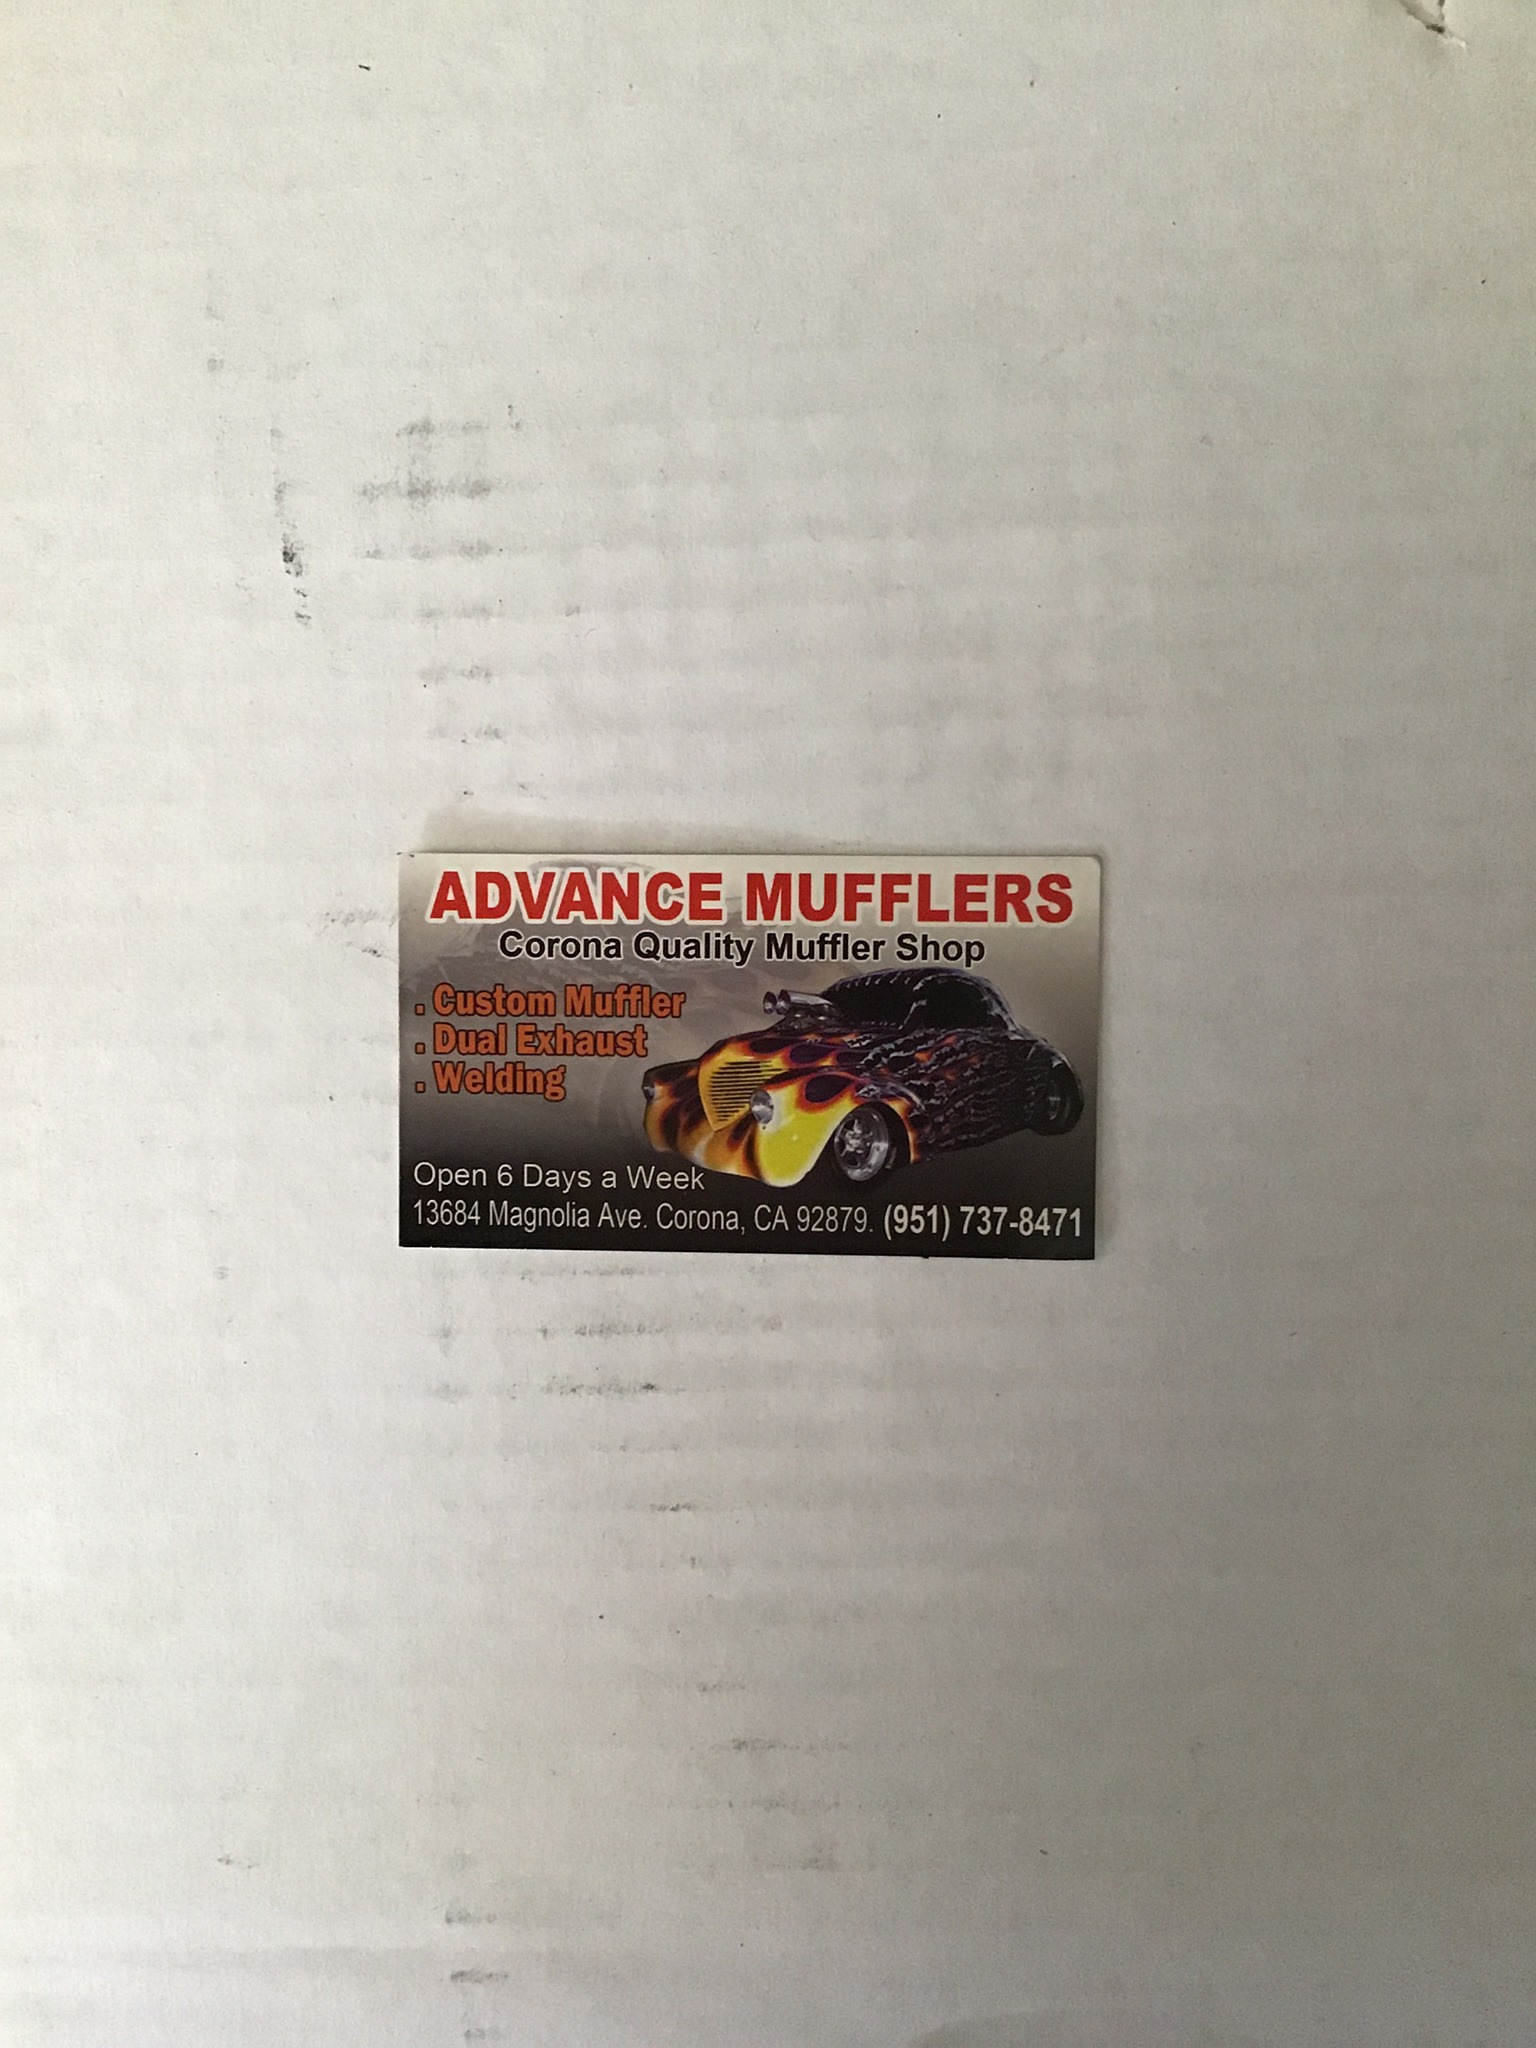 ADVANCE MUFFLERS
Corona Quality Muffler Shop
. Custom Muffler
. Dual Exhaust
. Welding
Open 6 Days a Week
13684 Magnolia Ave. Corona, CA 92879. (951) 737-8471